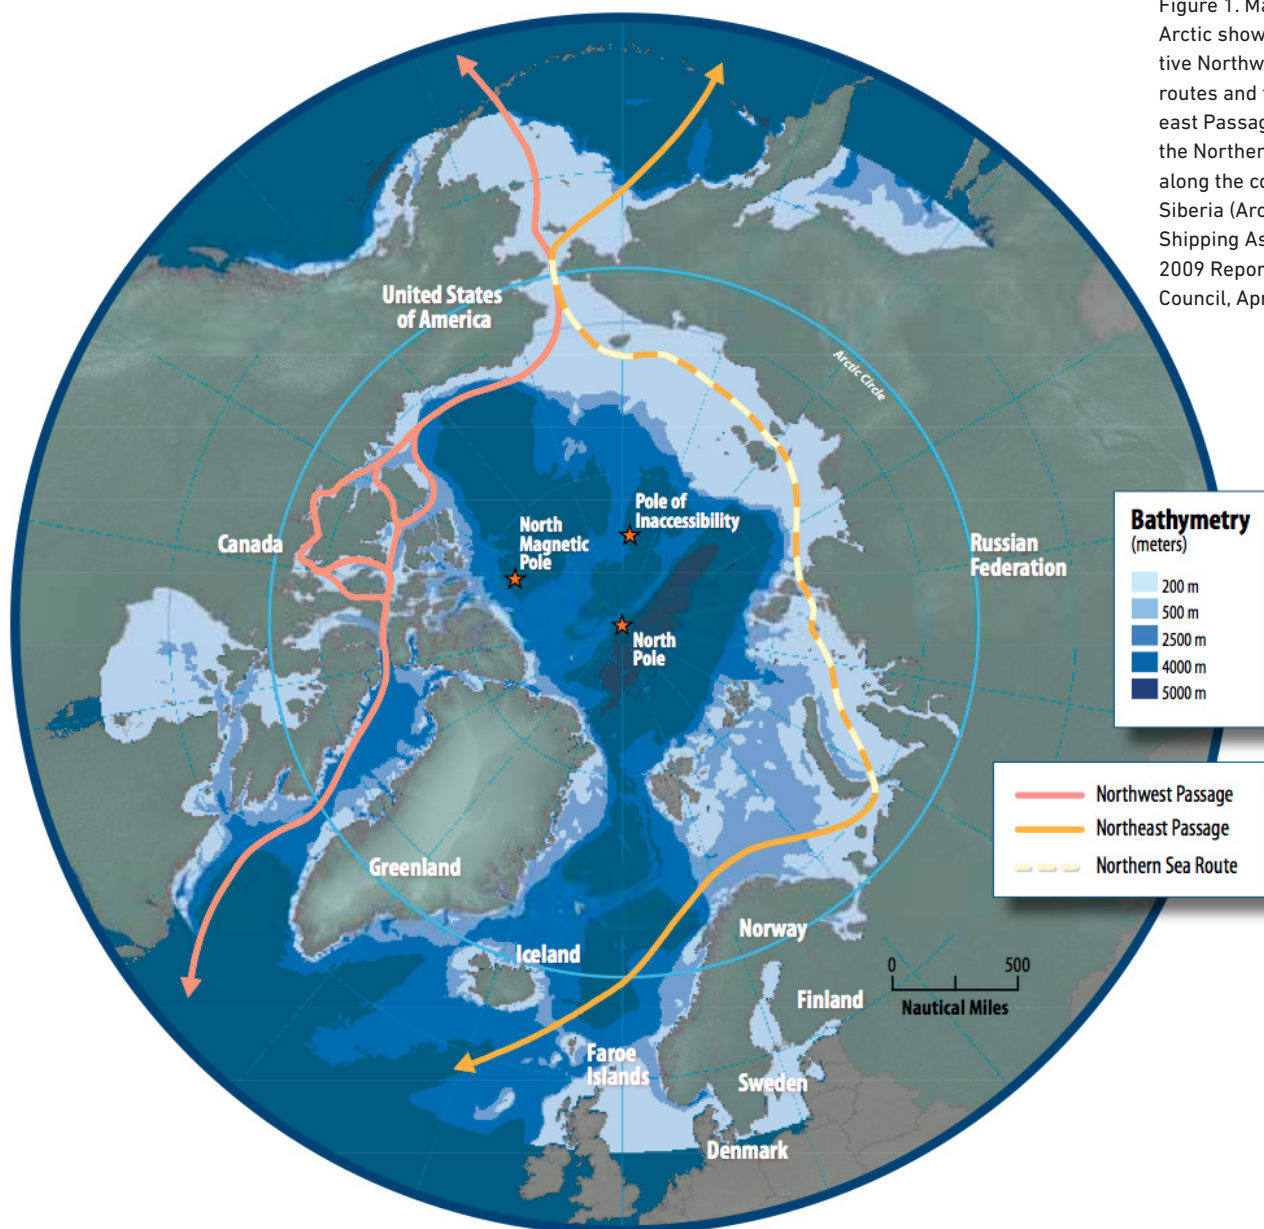 Figure 1. Ma
Arctic show
tive Northw
routes and
east Passag
the Norther
along the co
Siberia (Arc
Shipping As
2009 Repor
Council, Apr
United States
of America
Arctic Circle
Pole of
Inaccessibility
North
Magnetic
Pole
Canada
Russian
Federation
North
Pole
Bathymetry
(meters)
200 m
500 m
2500 m
4000 m
5000 m
Northwest Passage
Northeast Passage
Northern Sea Route
Greenland
Norway
Iceland
0 500
Nautical Miles
Finland
Faroe
Islands
Sweden
Denmark